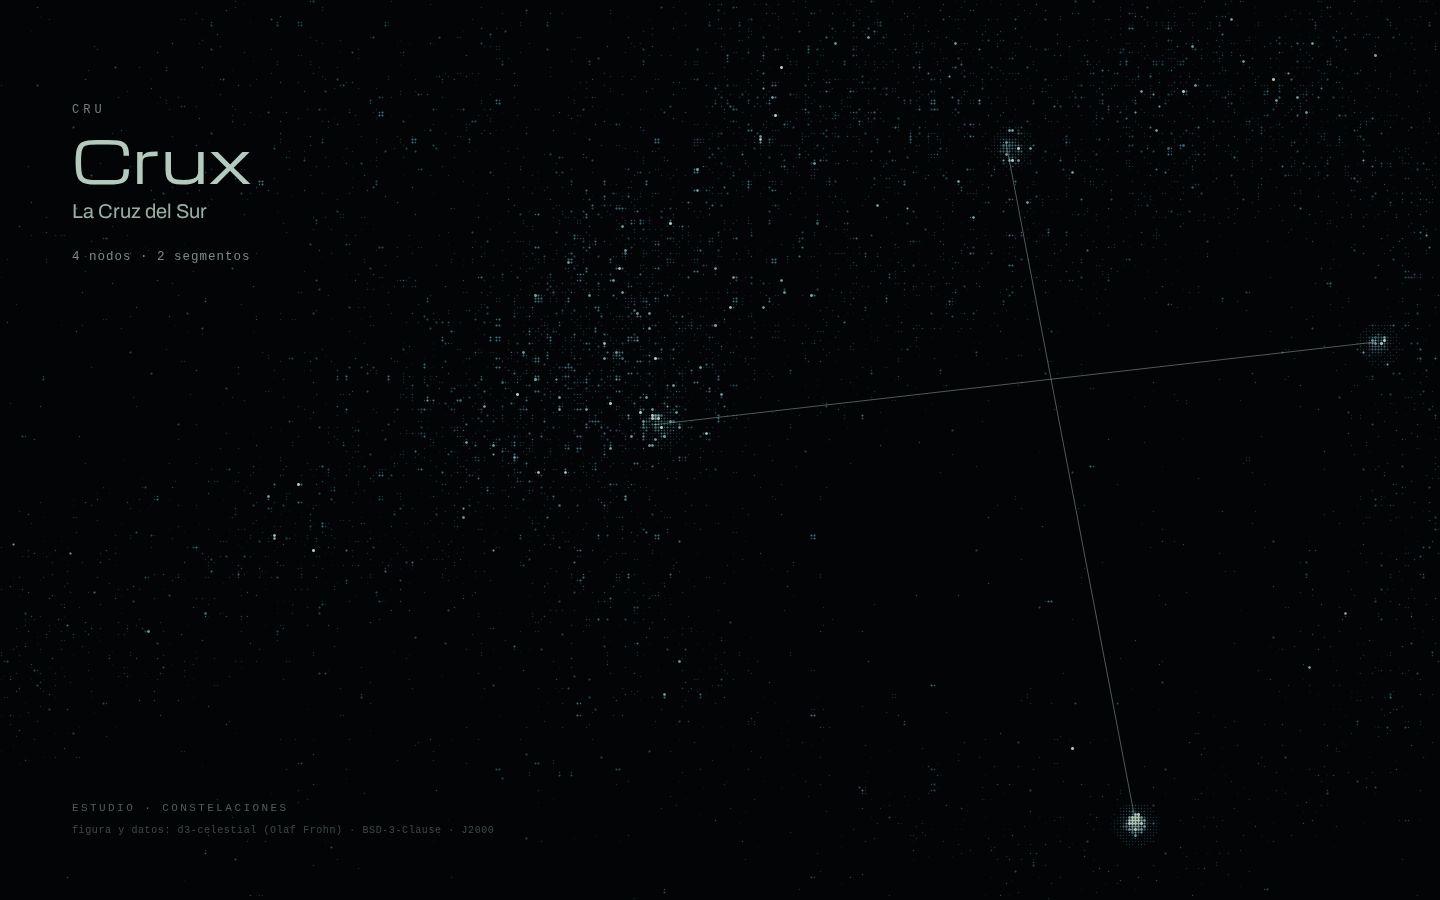 CRU
Crux
La Cruz del Sur
4 nodos · 2 segmentos
ESTUDIO · CONSTELACIONES
figura y datos: d3-celestial (Olaf Frohn) · BSD-3-Clause · J2000